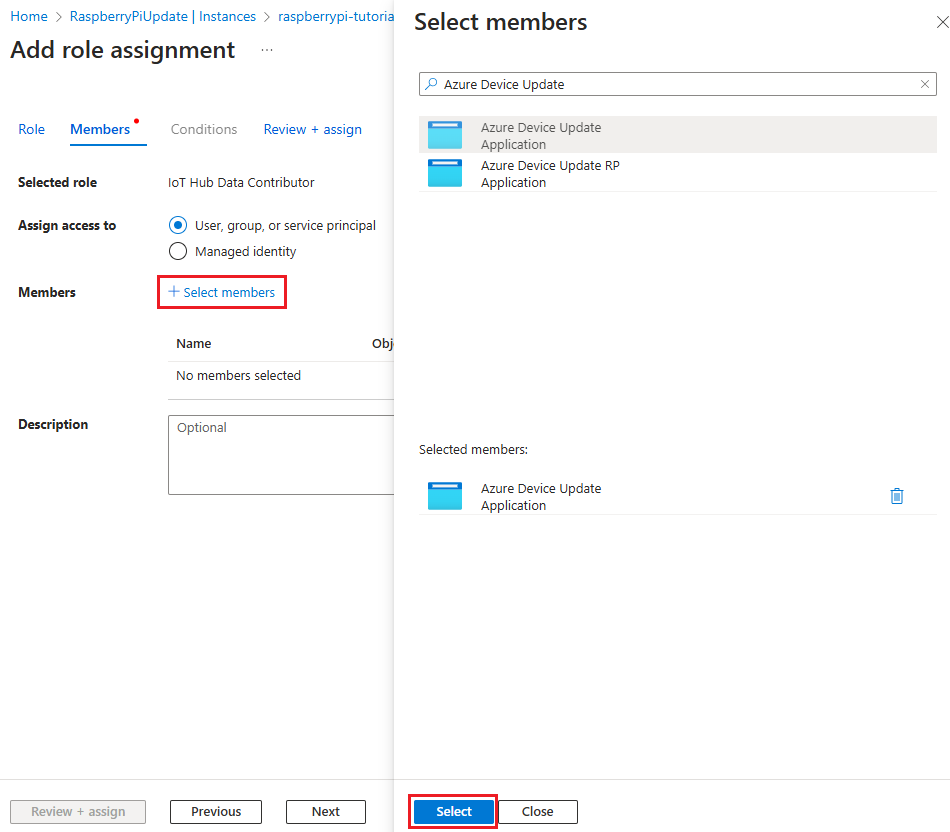 Home > RaspberryPiUpdate | Instances > raspberrypi-tutoria
Add role assignment ...
Role Members Conditions Review + assign
Selected role IoT Hub Data Contributor
Assign access to User, group, or service principal
Managed identity
Members + Select members
Name Obj
No members selected
Description Optional
Review + assign Previous Next
Select members
Azure Device Update
Azure Device Update
Application
Azure Device Update RP
Application
Selected members:
Azure Device Update
Application
Select Close